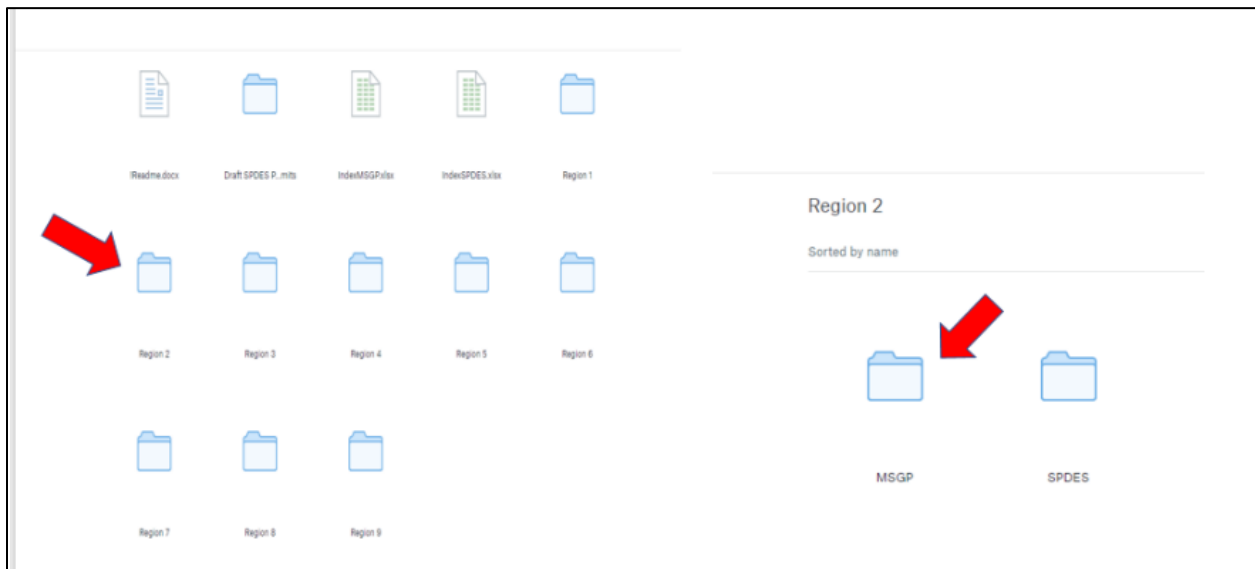 !Readme.docx
Draft SPDES P...mits
IndexMSGP.xlsx
IndexSPDES.xlsx
Region 1
Region 2
Region 3
Region 4
Region 5
Region 6
Region 7
Region 8
Region 9
Region 2
Sorted by name
MSGP
SPDES